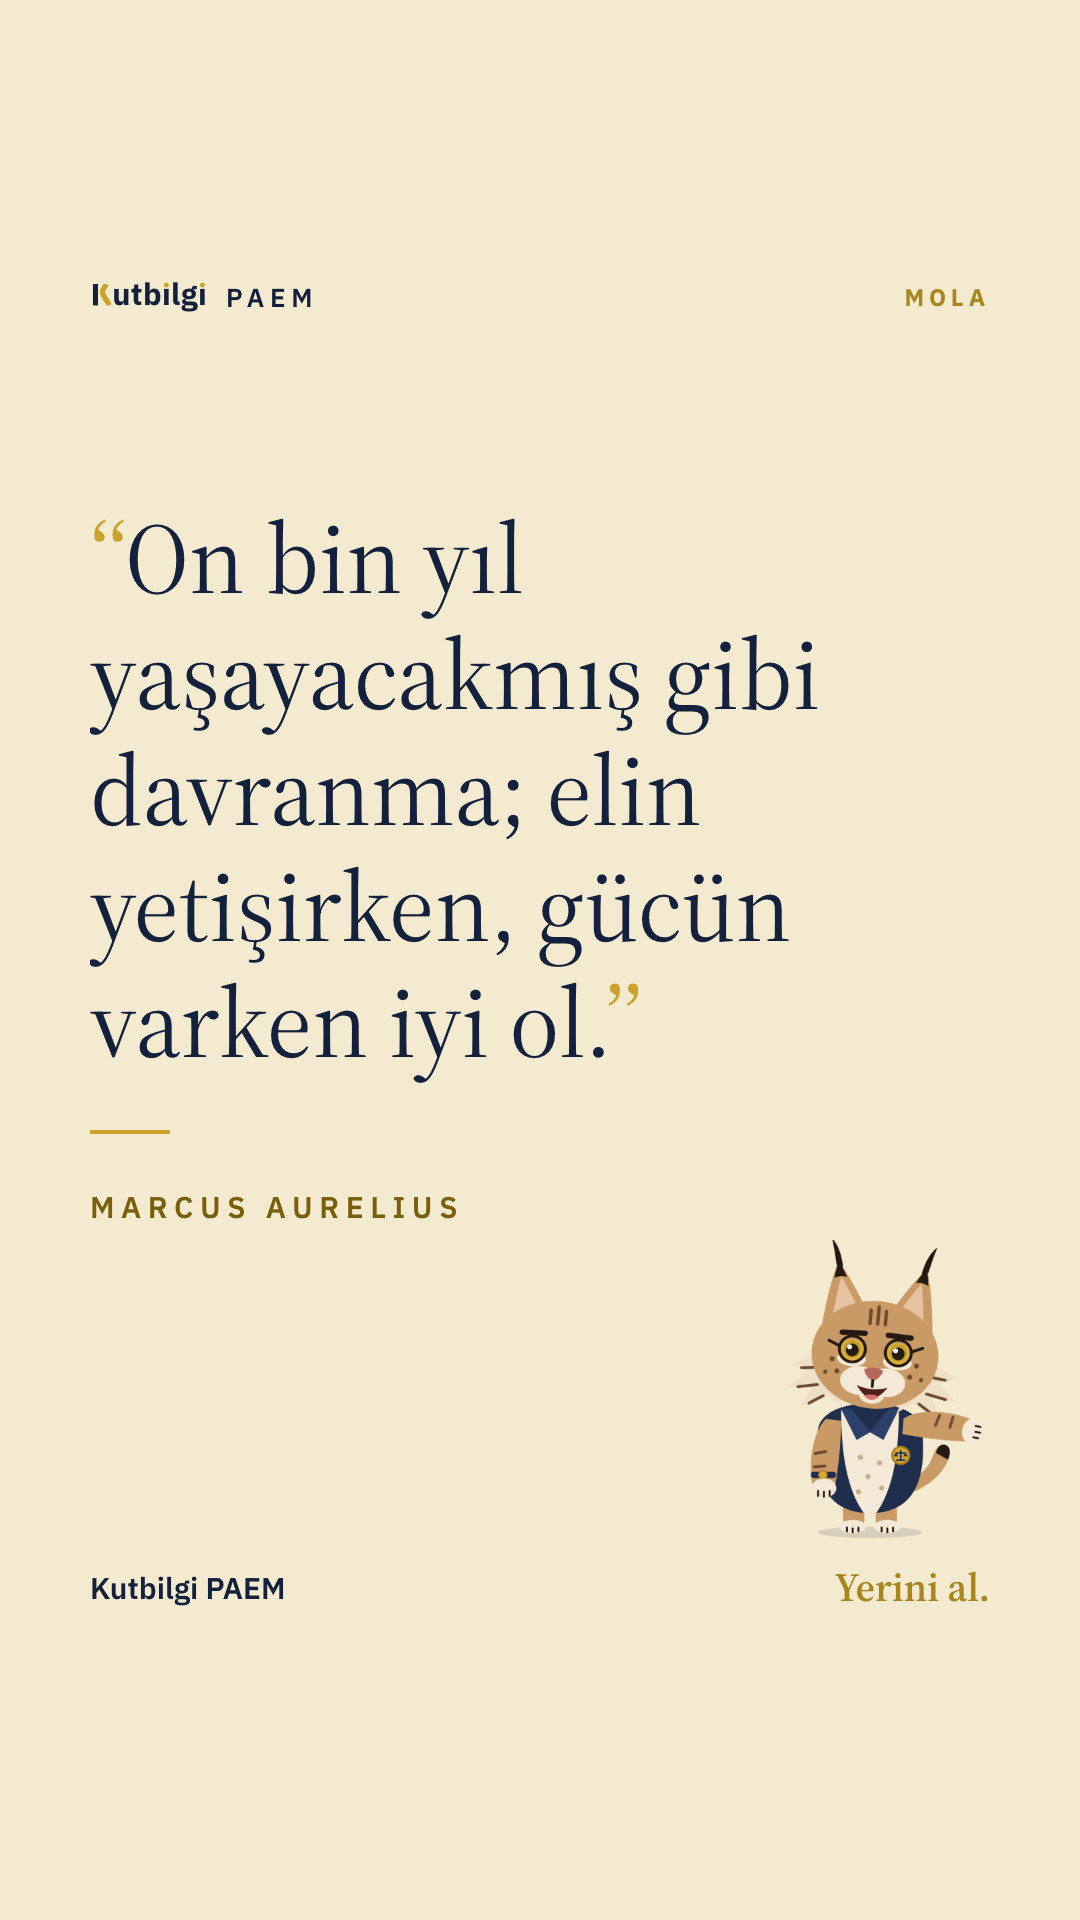 Kutbilgi PAEM
MOLA
“On bin yıl
yaşayacakmış gibi
davranma; elin
yetişirken, gücün
varken iyi ol.”
MARCUS AURELIUS
Kutbilgi PAEM
Yerini al.